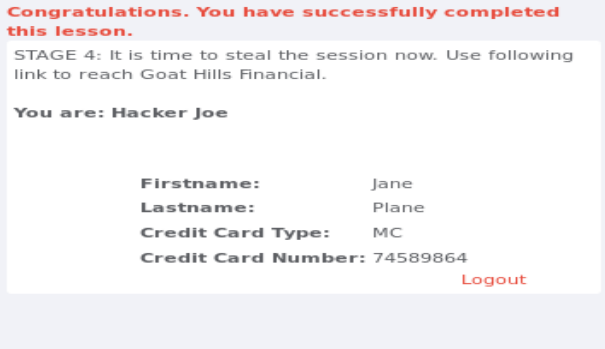 Congratulations. You have successfully completed
this lesson.
STAGE 4: It is time to steal the session now. Use following
link to reach Goat Hills Financial.
You are: Hacker Joe
Firstname: Jane
Lastname: Plane
Credit Card Type: MC
Credit Card Number: 74589864
Logout